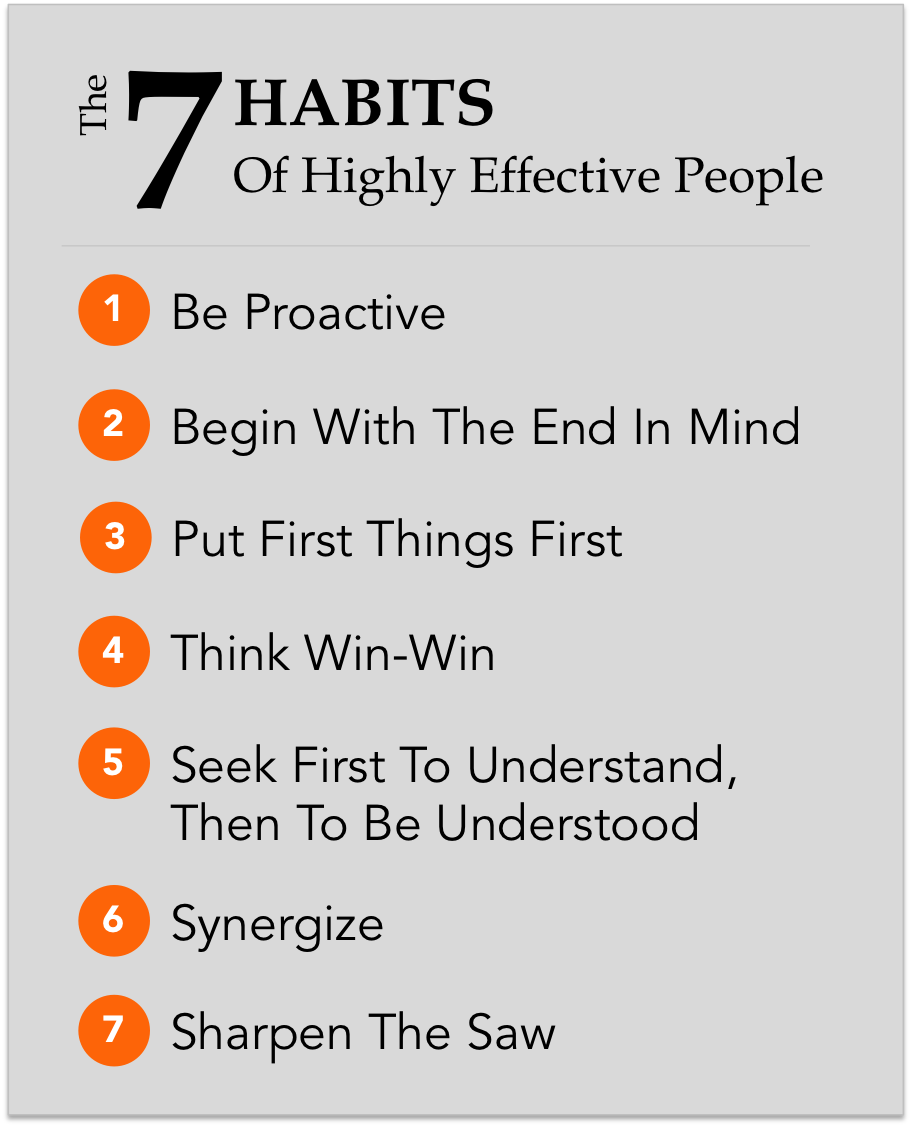 The 7 HABITS
Of Highly Effective People
1 Be Proactive
2 Begin With The End In Mind
3 Put First Things First
4 Think Win-Win
5 Seek First To Understand,
Then To Be Understood
6 Synergize
7 Sharpen The Saw